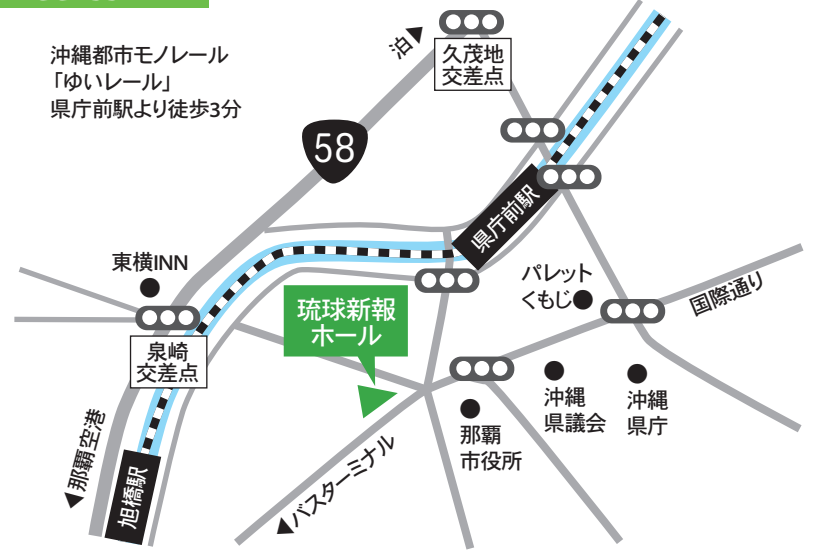 沖縄都市モノレール
「ゆいレール」
県庁前駅より徒歩3分
泊
久茂地
交差点
58
県庁前駅
東横INN
パレット
くもじ
国際通り
琉球新報
ホール
泉崎
交差点
沖縄
県議会
沖縄
県庁
那覇
市役所
那覇空港
バスターミナル
旭橋駅